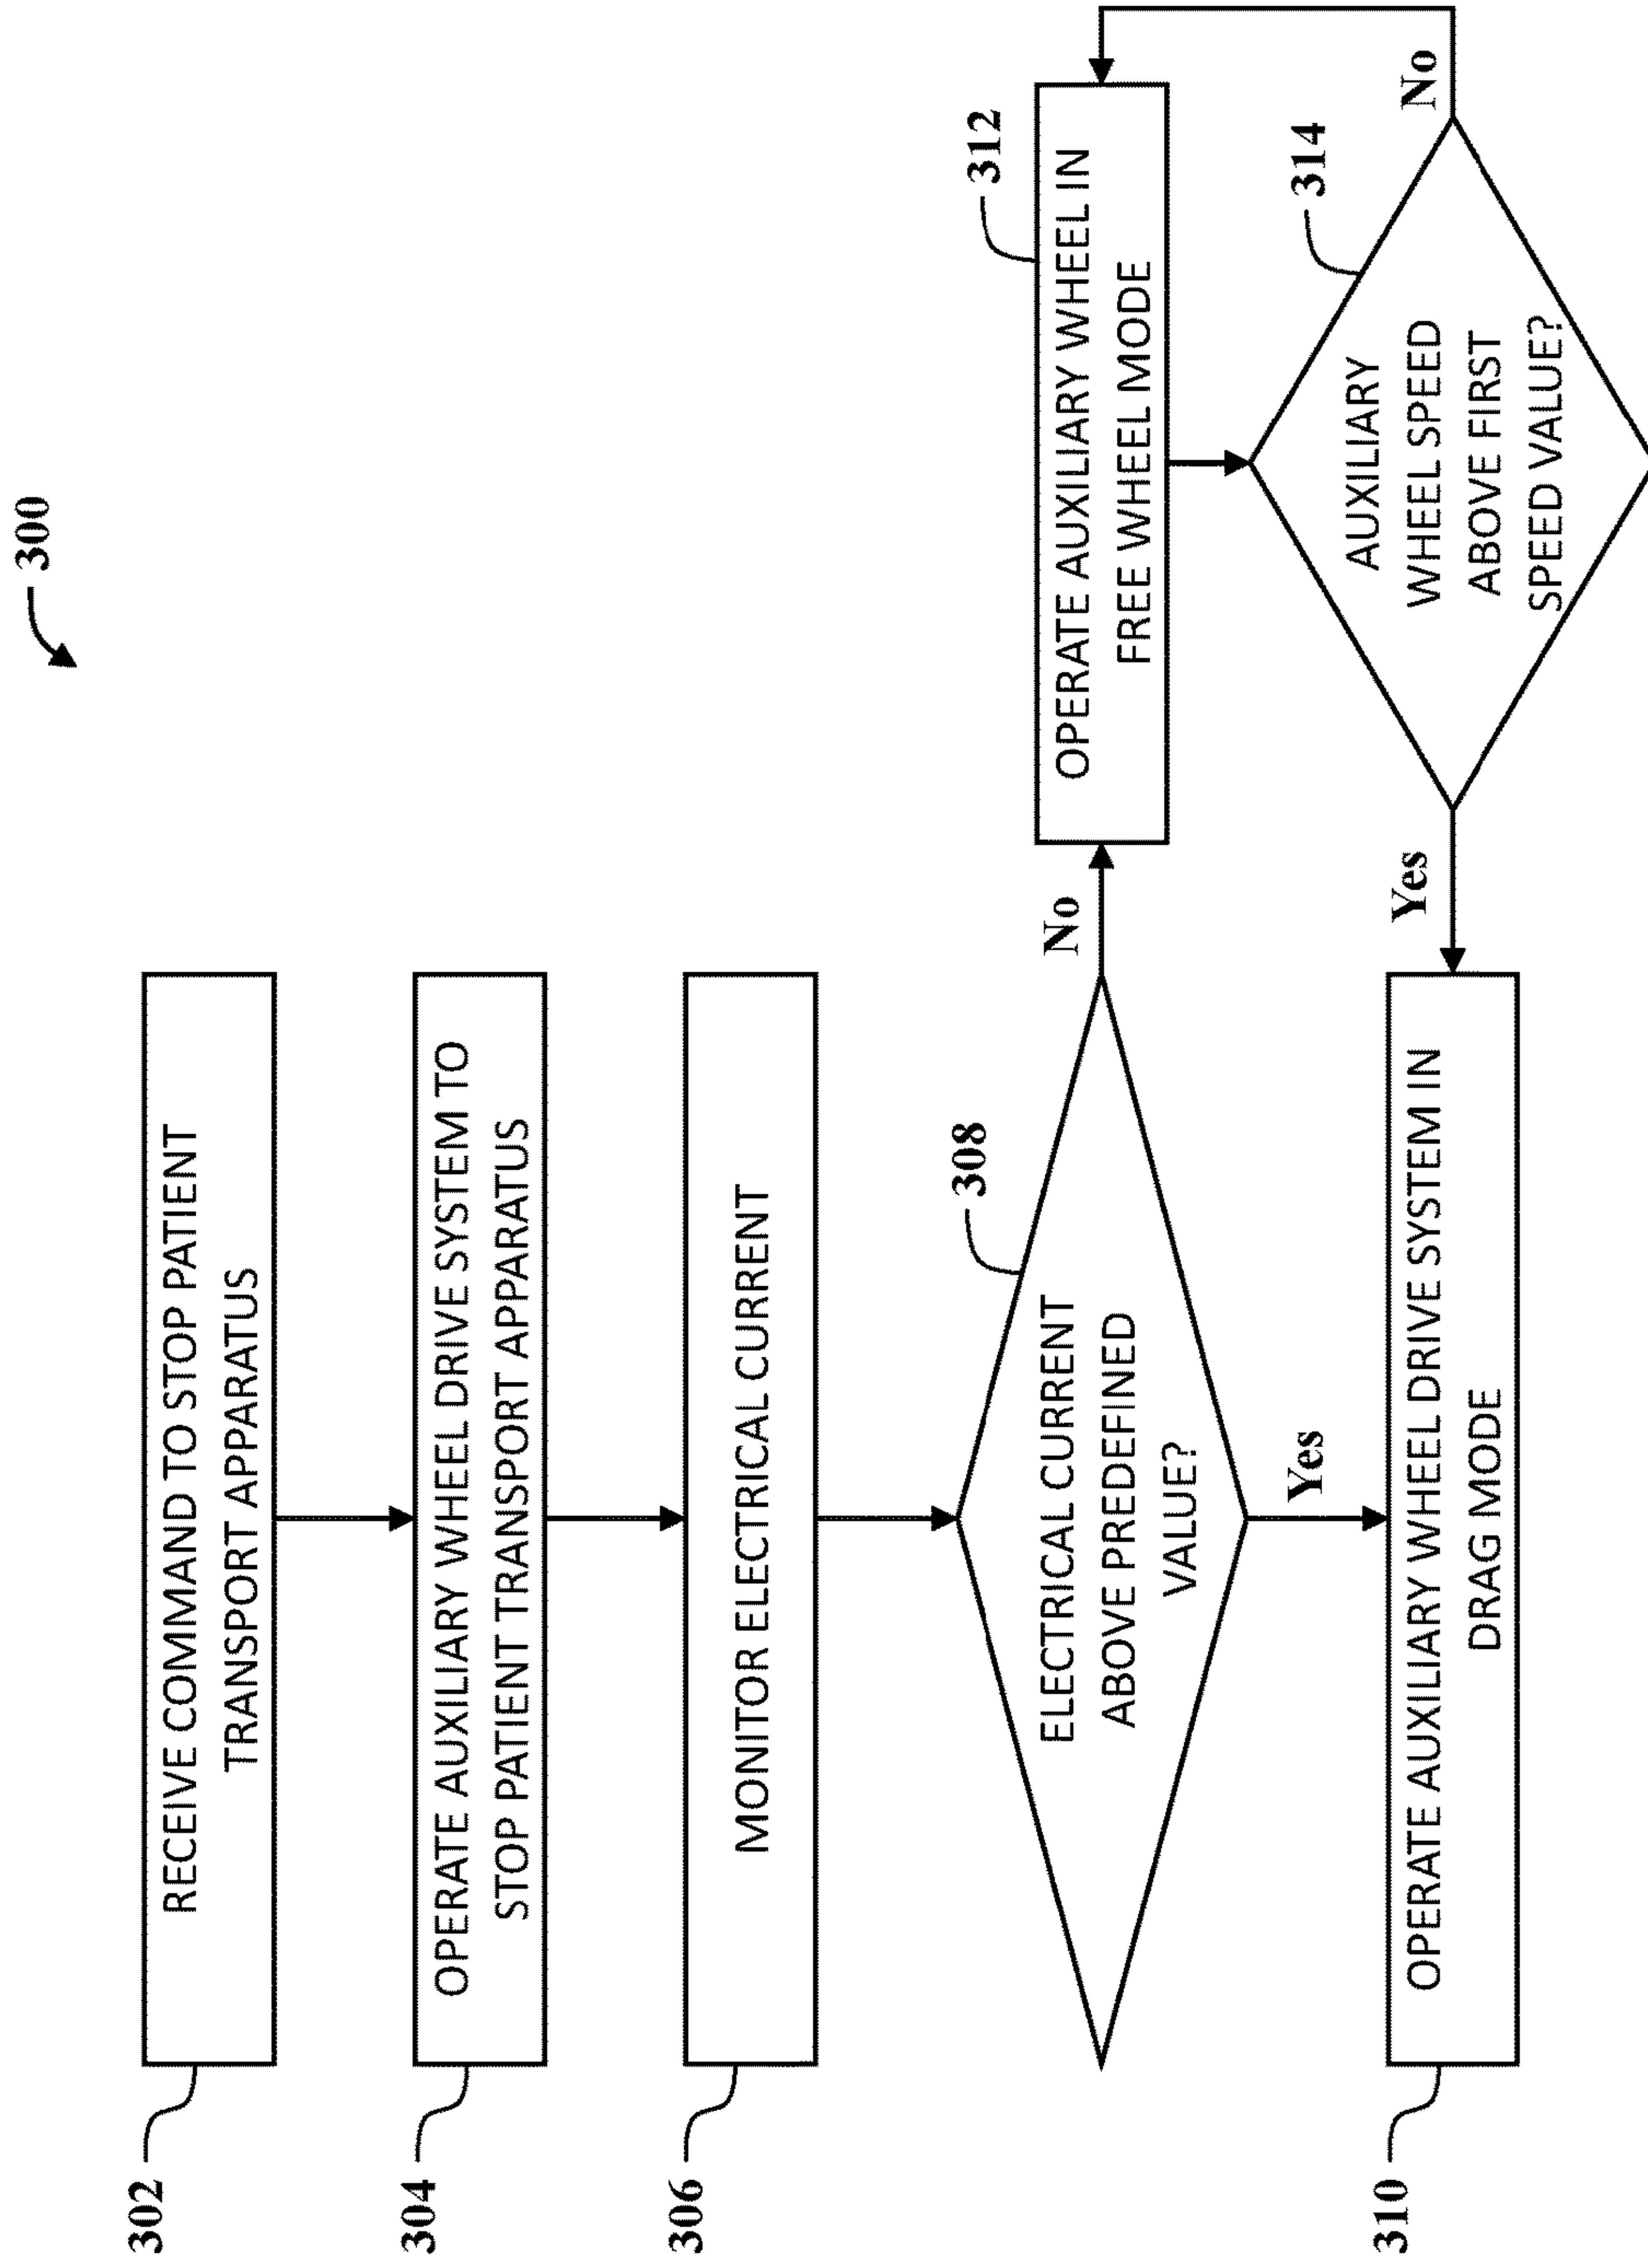 300
302
RECEIVE COMMAND TO STOP PATIENT
TRANSPORT APPARATUS
304
OPERATE AUXILIARY WHEEL DRIVE SYSTEM TO
STOP PATIENT TRANSPORT APPARATUS
306
MONITOR ELECTRICAL CURRENT
308
ELECTRICAL CURRENT
ABOVE PREDEFINED
VALUE?
No
Yes
312
OPERATE AUXILIARY WHEEL IN
FREE WHEEL MODE
314
AUXILIARY
WHEEL SPEED
ABOVE FIRST
SPEED VALUE?
No
Yes
310
OPERATE AUXILIARY WHEEL DRIVE SYSTEM IN
DRAG MODE